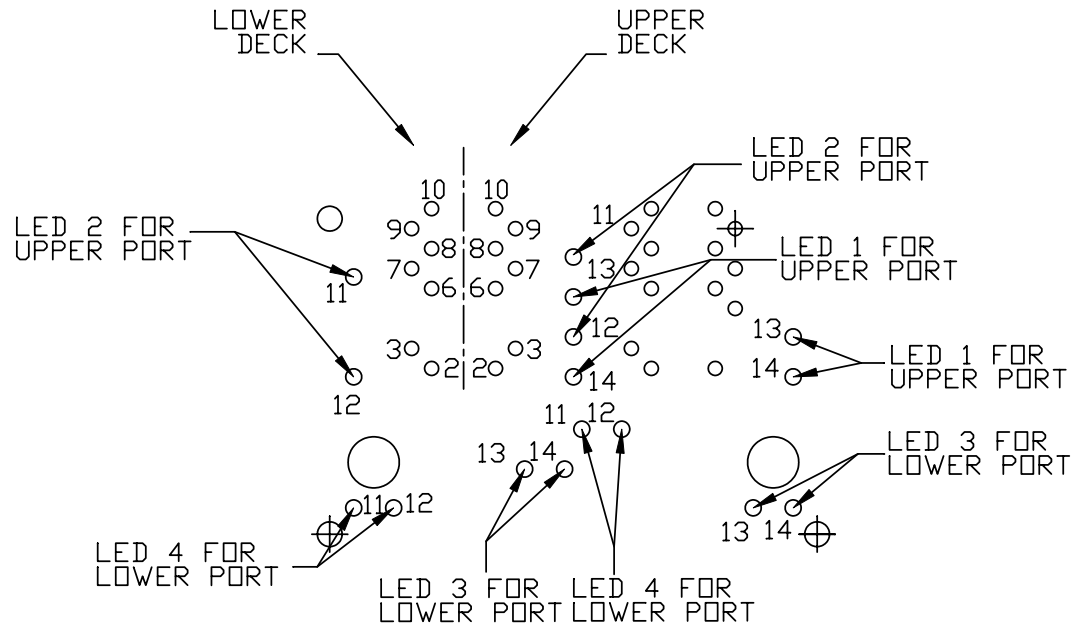 LOWER
DECK
UPPER
DECK
LED 2 FOR
UPPER PORT
10 10
LED 2 FOR
UPPER PORT
11
9 9
8 8
LED 1 FOR
UPPER PORT
7 7
13
11
6 6
12
13
3 3
LED 1 FOR
UPPER PORT
2 2
14
14
12
11 12
LED 3 FOR
LOWER PORT
13 14
11 12
13 14
LED 4 FOR
LOWER PORT
LED 3 FOR
LOWER PORT
LED 4 FOR
LOWER PORT